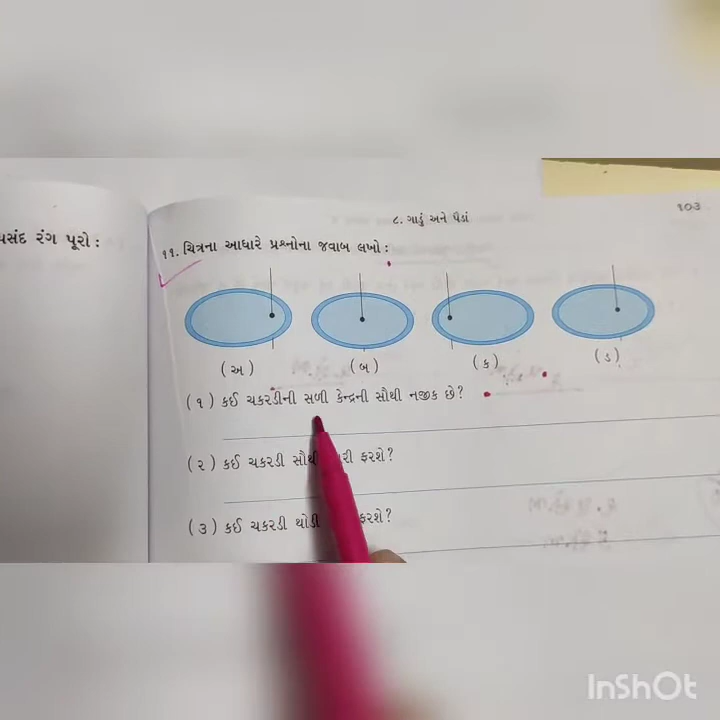 ૮. ગાડું અને પૈડાં
૧૦૩
પસંદ રંગ પૂરો :
૧૧. ચિત્રના આધારે પ્રશ્નોના જવાબ લખો :
(અ)
(બ)
(ક)
(ડ)
(૧) કઈ ચકરડીની સળી કેન્દ્રની સૌથી નજીક છે?
(૨) કઈ ચકરડી સૌથી ફરશે?
(૩) કઈ ચકરડી થોડી ફરશે?
InShOt